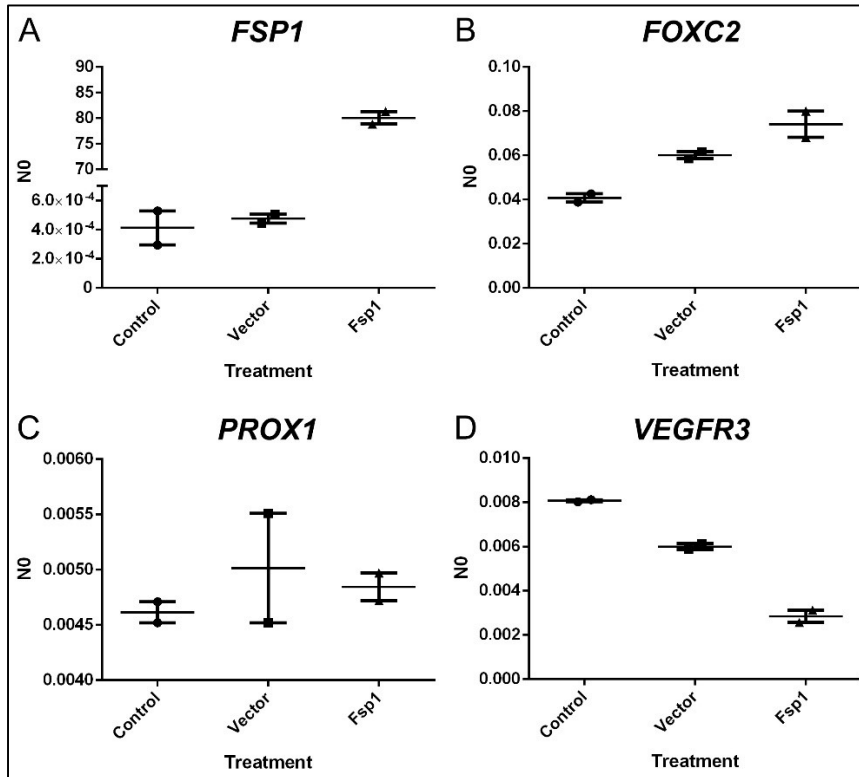 A
FSP1
N0
90
85
80
75
70
6.0×10⁻⁴
4.0×10⁻⁴
2.0×10⁻⁴
0
Control
Vector
Fsp1
Treatment
B
FOXC2
N0
0.10
0.08
0.06
0.04
0.02
0.00
Control
Vector
Fsp1
Treatment
C
PROX1
N0
0.0060
0.0055
0.0050
0.0045
0.0040
Control
Vector
Fsp1
Treatment
D
VEGFR3
N0
0.010
0.008
0.006
0.004
0.002
0.000
Control
Vector
Fsp1
Treatment